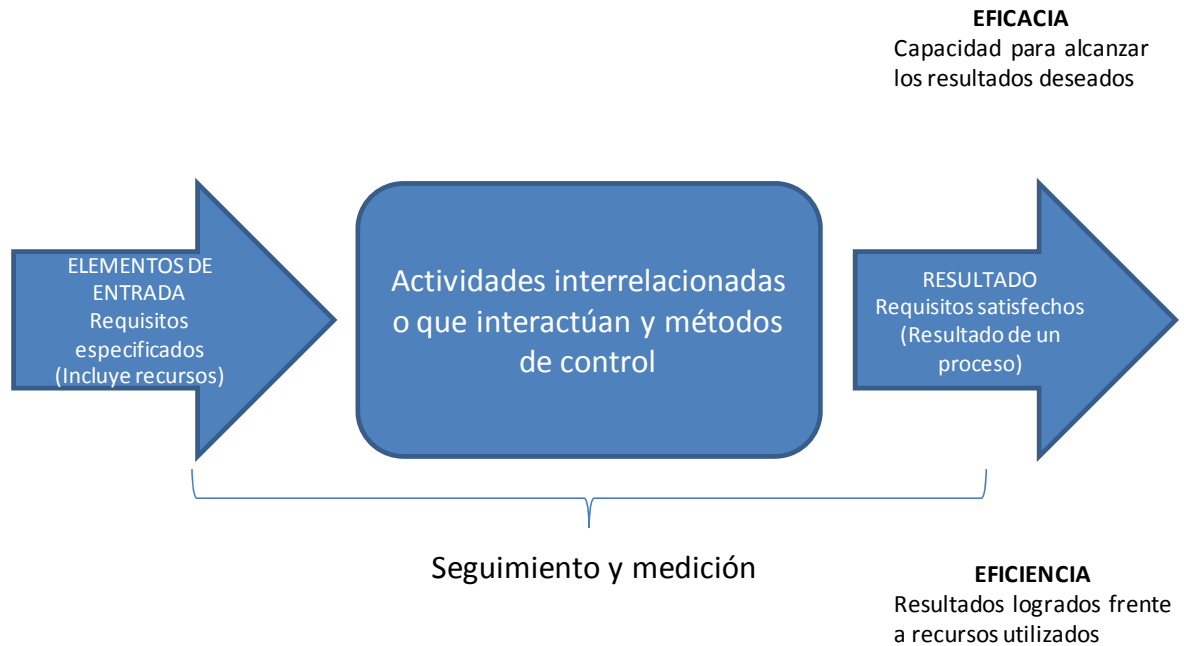 EFICACIA
Capacidad para alcanzar
los resultados deseados
ELEMENTOS DE
ENTRADA
Requisitos
especificados
(Incluye recursos)
Actividades interrelacionadas
o que interactúan y métodos
de control
RESULTADO
Requisitos satisfechos
(Resultado de un
proceso)
Seguimiento y medición
EFICIENCIA
Resultados logrados frente
a recursos utilizados